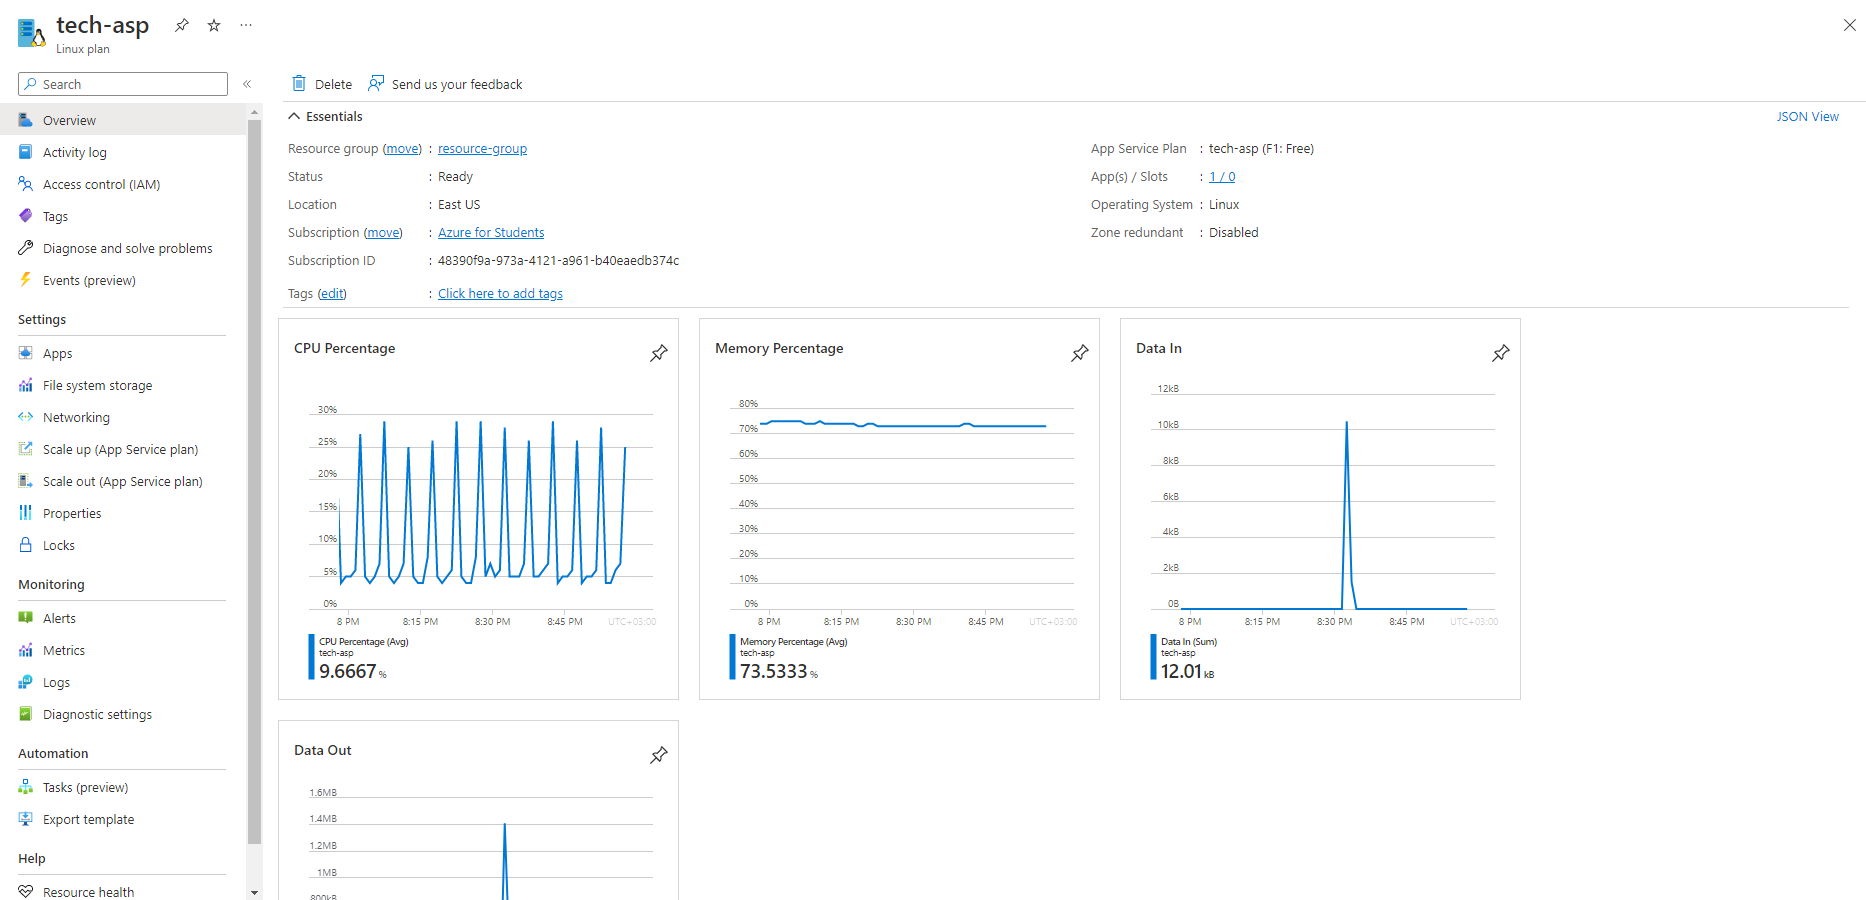 tech-asp
Linux plan
Search
Overview
Activity log
Access control (IAM)
Tags
Diagnose and solve problems
Events (preview)
Settings
Apps
File system storage
Networking
Scale up (App Service plan)
Scale out (App Service plan)
Properties
Locks
Monitoring
Alerts
Metrics
Logs
Diagnostic settings
Automation
Tasks (preview)
Export template
Help
Resource health
Delete
Send us your feedback
Essentials
JSON View
Resource group (move) : resource-group
Status : Ready
Location : East US
Subscription (move) : Azure for Students
Subscription ID : 48390f9a-973a-4121-a961-b40eaedb374c
Tags (edit) : Click here to add tags
App Service Plan : tech-asp (F1: Free)
App(s) / Slots : 1 / 0
Operating System : Linux
Zone redundant : Disabled
CPU Percentage
30%
25%
20%
15%
10%
5%
0%
8 PM 8:15 PM 8:30 PM 8:45 PM UTC+03:00
CPU Percentage (Avg)
tech-asp
9.6667 %
Memory Percentage
80%
70%
60%
50%
40%
30%
20%
10%
0%
8 PM 8:15 PM 8:30 PM 8:45 PM UTC+03:00
Memory Percentage (Avg)
tech-asp
73.5333 %
Data In
12kB
10kB
8kB
6kB
4kB
2kB
0B
8 PM 8:15 PM 8:30 PM 8:45 PM UTC+03:00
Data In (Sum)
tech-asp
12.01 kB
Data Out
1.6MB
1.4MB
1.2MB
1MB
800kB